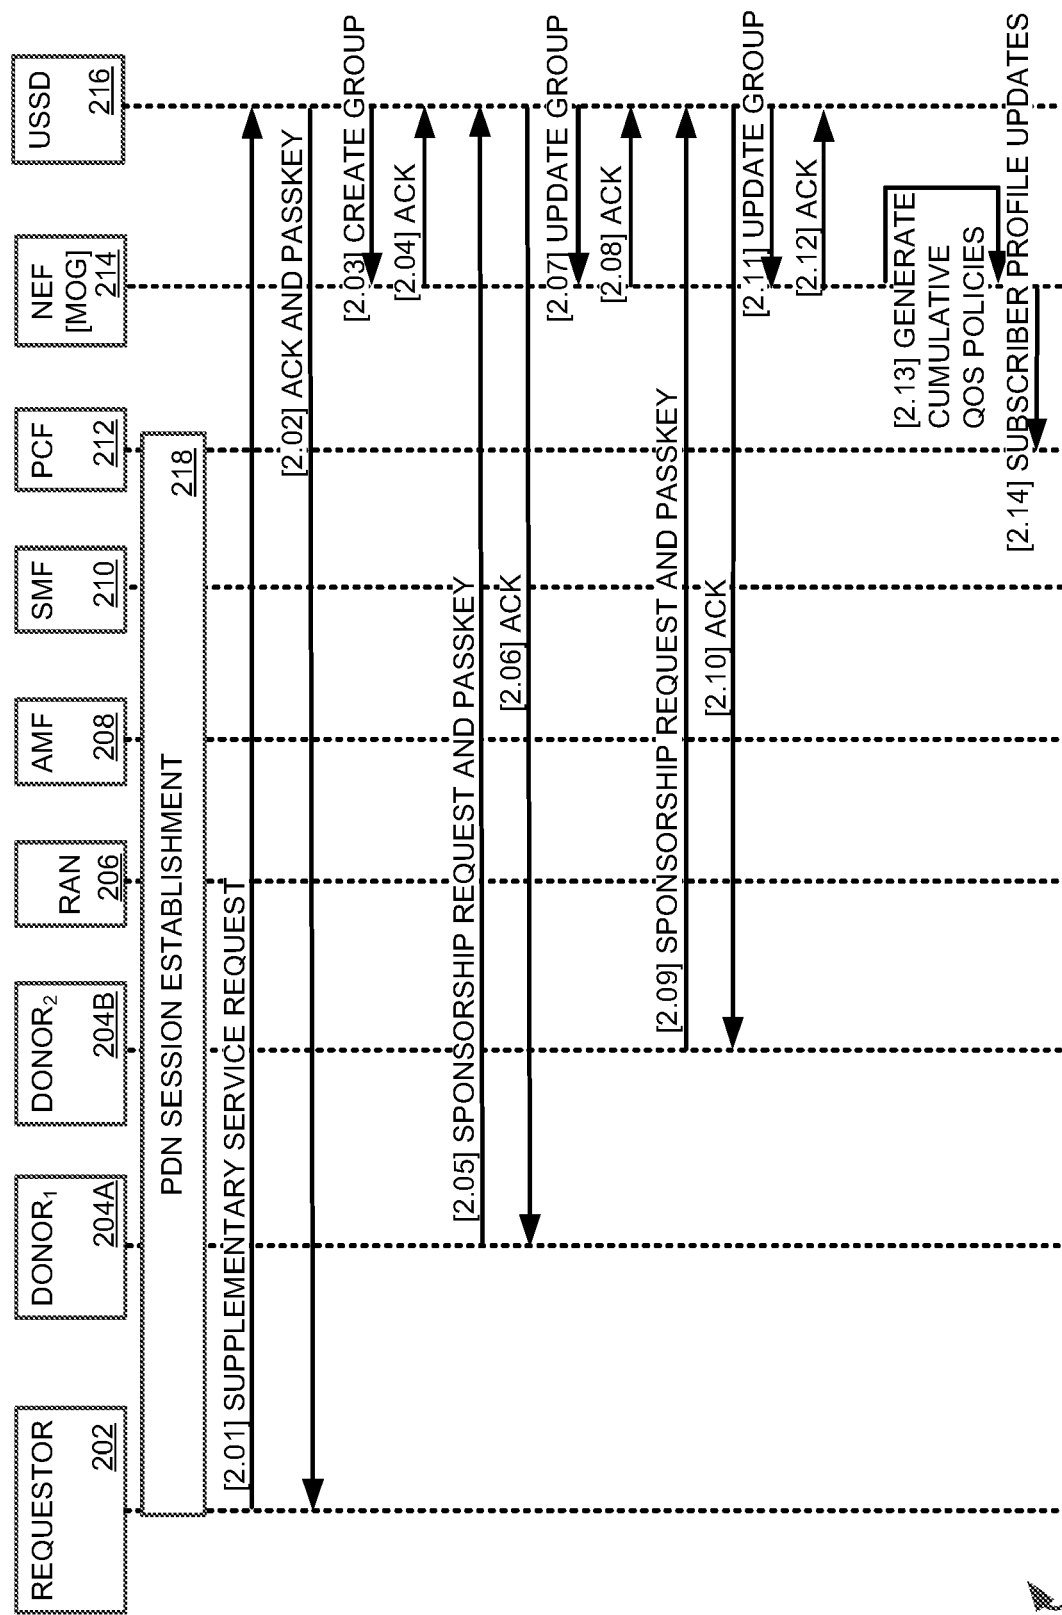 REQUESTOR
202
DONOR₁
204A
DONOR₂
204B
RAN
206
AMF
208
SMF
210
PCF
212
NEF
[MOG]
214
USSD
216
PDN SESSION ESTABLISHMENT
218
[2.01] SUPPLEMENTARY SERVICE REQUEST
[2.02] ACK AND PASSKEY
[2.03] CREATE GROUP
[2.04] ACK
[2.05] SPONSORSHIP REQUEST AND PASSKEY
[2.06] ACK
[2.07] UPDATE GROUP
[2.08] ACK
[2.09] SPONSORSHIP REQUEST AND PASSKEY
[2.10] ACK
[2.11] UPDATE GROUP
[2.12] ACK
[2.13] GENERATE
CUMULATIVE
QOS POLICIES
[2.14] SUBSCRIBER PROFILE UPDATES